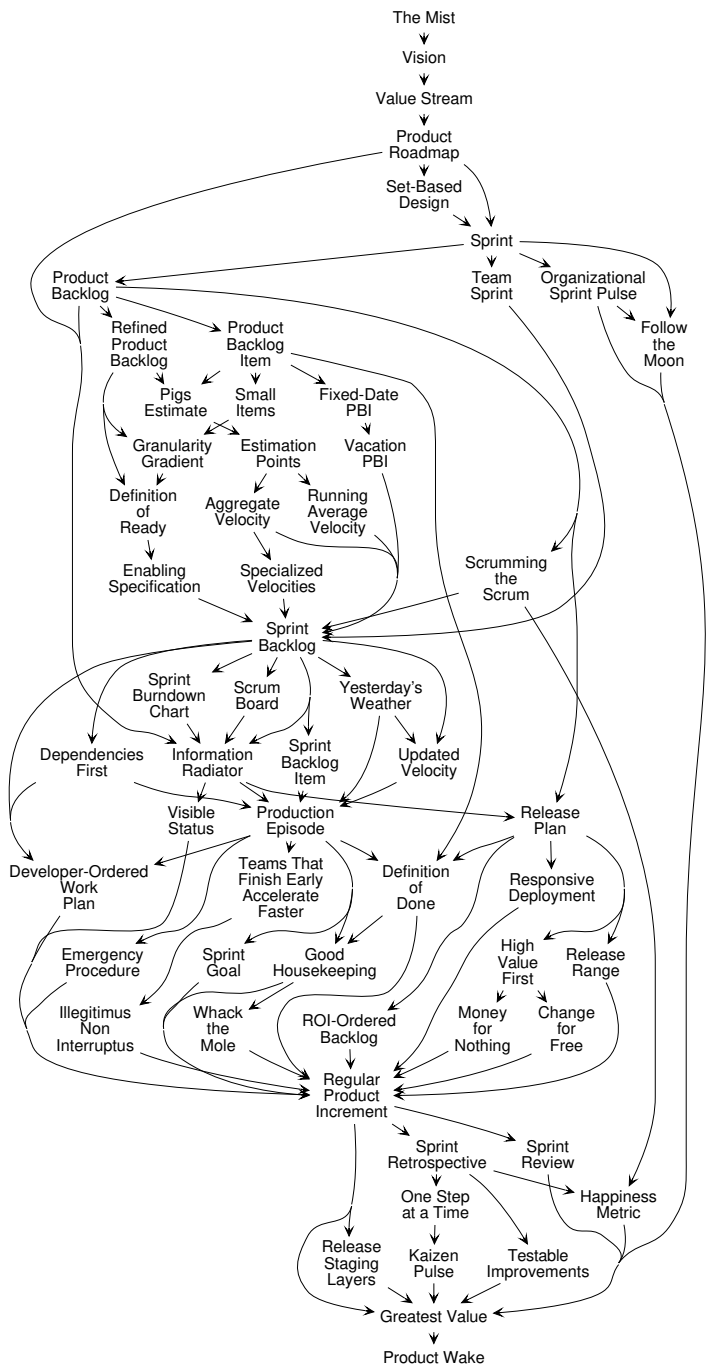 The Mist
Vision
Value Stream
Product
Roadmap
Set-Based
Design
Sprint
Product
Backlog
Team
Sprint
Organizational
Sprint Pulse
Refined
Product
Backlog
Product
Backlog
Item
Follow
the
Moon
Pigs
Estimate
Small
Items
Fixed-Date
PBI
Granularity
Gradient
Estimation
Points
Vacation
PBI
Definition
of
Ready
Aggregate
Velocity
Running
Average
Velocity
Enabling
Specification
Specialized
Velocities
Scrumming
the
Scrum
Sprint
Backlog
Sprint
Burndown
Chart
Scrum
Board
Yesterday's
Weather
Dependencies
First
Information
Radiator
Sprint
Backlog
Item
Updated
Velocity
Visible
Status
Production
Episode
Release
Plan
Developer-Ordered
Work
Plan
Teams That
Finish Early
Accelerate
Faster
Definition
of
Done
Responsive
Deployment
Emergency
Procedure
Sprint
Goal
Good
Housekeeping
High
Value
First
Release
Range
Illegitimus
Non
Interruptus
Whack
the
Mole
ROI-Ordered
Backlog
Money
for
Nothing
Change
for
Free
Regular
Product
Increment
Sprint
Retrospective
Sprint
Review
One Step
at a Time
Happiness
Metric
Release
Staging
Layers
Kaizen
Pulse
Testable
Improvements
Greatest Value
Product Wake